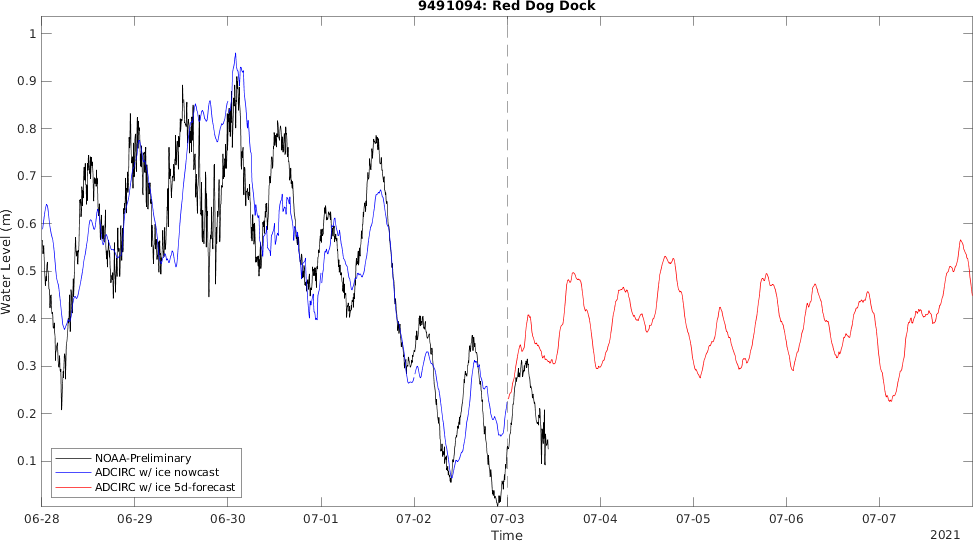 9491094: Red Dog Dock
1
0.9
0.8
0.7
0.6
0.5
0.4
0.3
0.2
0.1
Water Level (m)
NOAA-Preliminary
ADCIRC w/ ice nowcast
ADCIRC w/ ice 5d-forecast
06-28 06-29 06-30 07-01 07-02 07-03 07-04 07-05 07-06 07-07
Time
2021